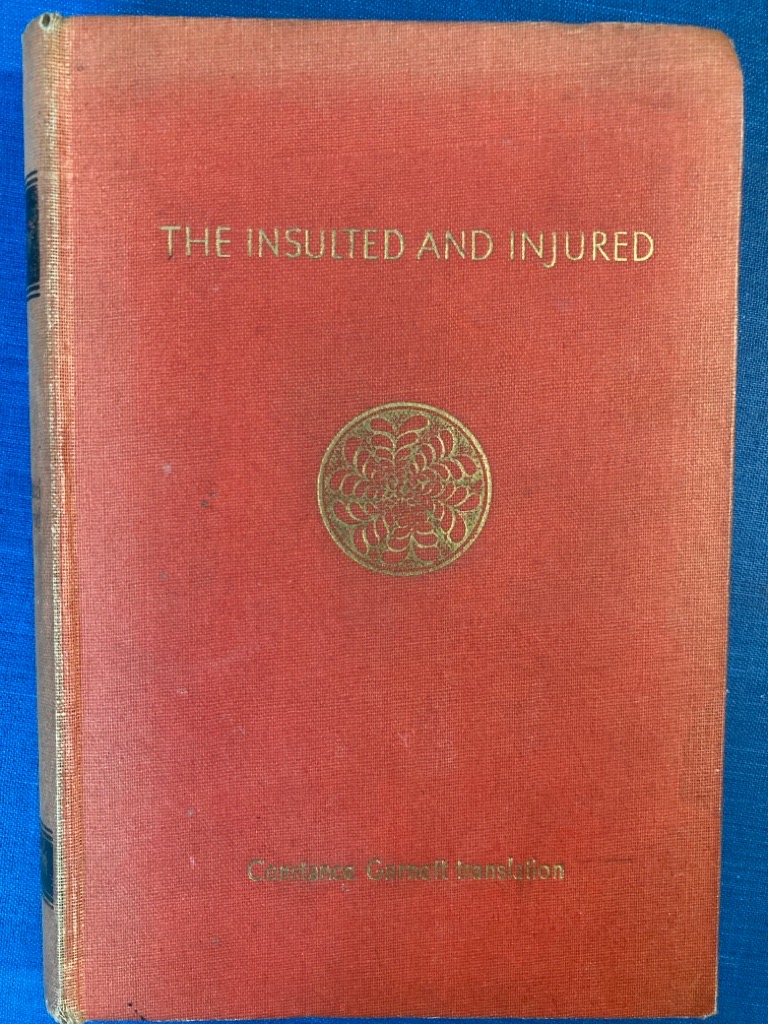 THE INSULTED AND INJURED
Constance Garnett translation